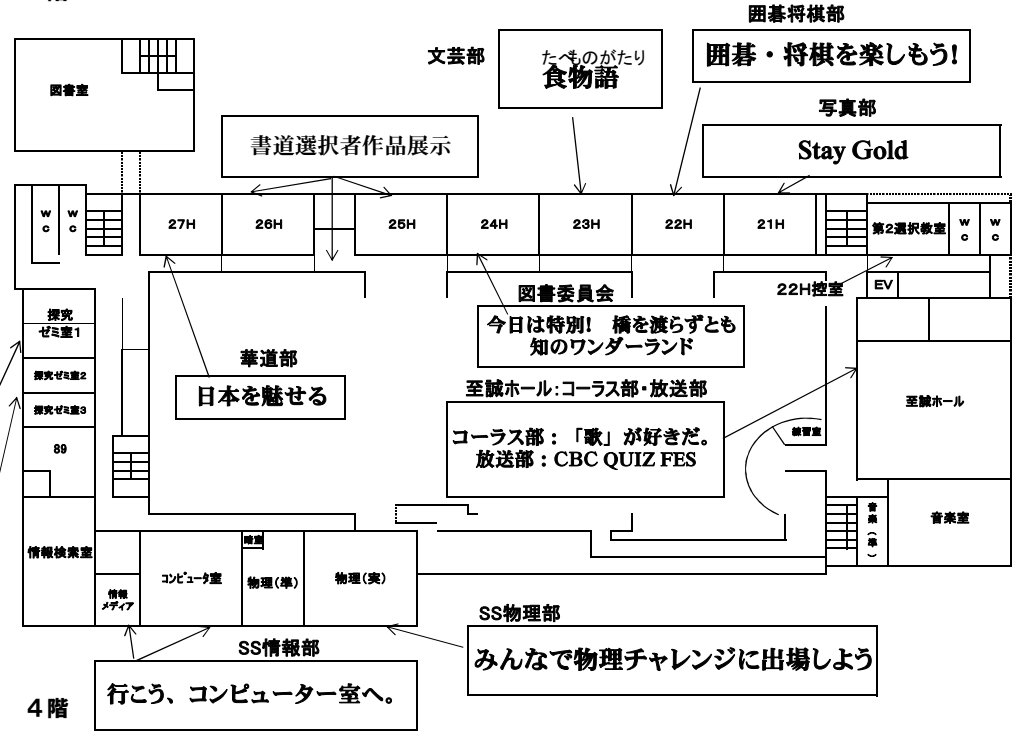 囲碁将棋部
文芸部
たべものがたり
食物語
囲碁・将棋を楽しもう!
図書室
写真部
書道選択者作品展示
Stay Gold
WC
WC
27H
26H
25H
24H
23H
22H
21H
第2選択教室
WC
WC
22H控室
EV
図書委員会
今日は特別! 橋を渡らずとも
知のワンダーランド
探究
ゼミ室1
華道部
日本を魅せる
探究ゼミ室2
至誠ホール:コーラス部・放送部
至誠ホール
探究ゼミ室3
コーラス部:「歌」が好きだ。
放送部:CBC QUIZ FES
練習室
89
音楽(準)
音楽室
情報検索室
暗室
コンピュータ室
物理(準)
物理(実)
情報
メディア
SS物理部
みんなで物理チャレンジに出場しよう
SS情報部
行こう、コンピューター室へ。
4階